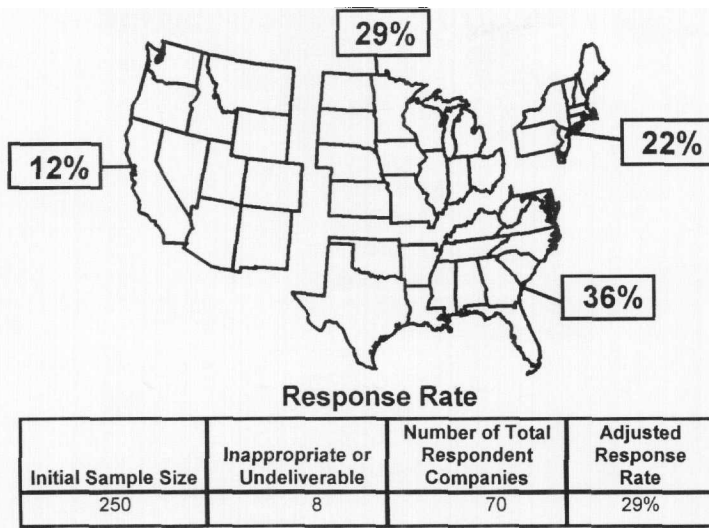 29%
22%
12%
36%
Response Rate
Initial Sample Size
Inappropriate or
Undeliverable
Number of Total
Respondent
Companies
Adjusted
Response
Rate
250
8
70
29%